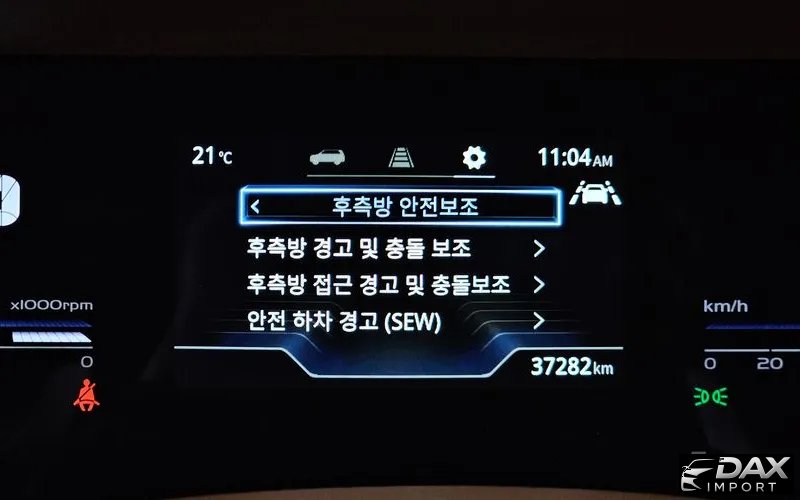 21°C
11:04AM
후측방 안전보조
후측방 경고 및 충돌 보조
후측방 접근 경고 및 충돌보조
안전 하차 경고 (SEW)
x1000rpm
0
km/h
0 20
37282km
DAX
IMPORT